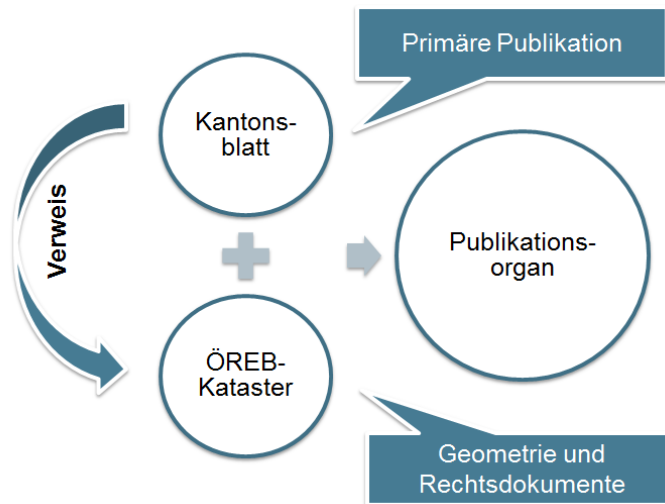 Primäre Publikation
Kantons-
blatt
Verweis
Publikations-
organ
ÖREB-
Kataster
Geometrie und
Rechtsdokumente